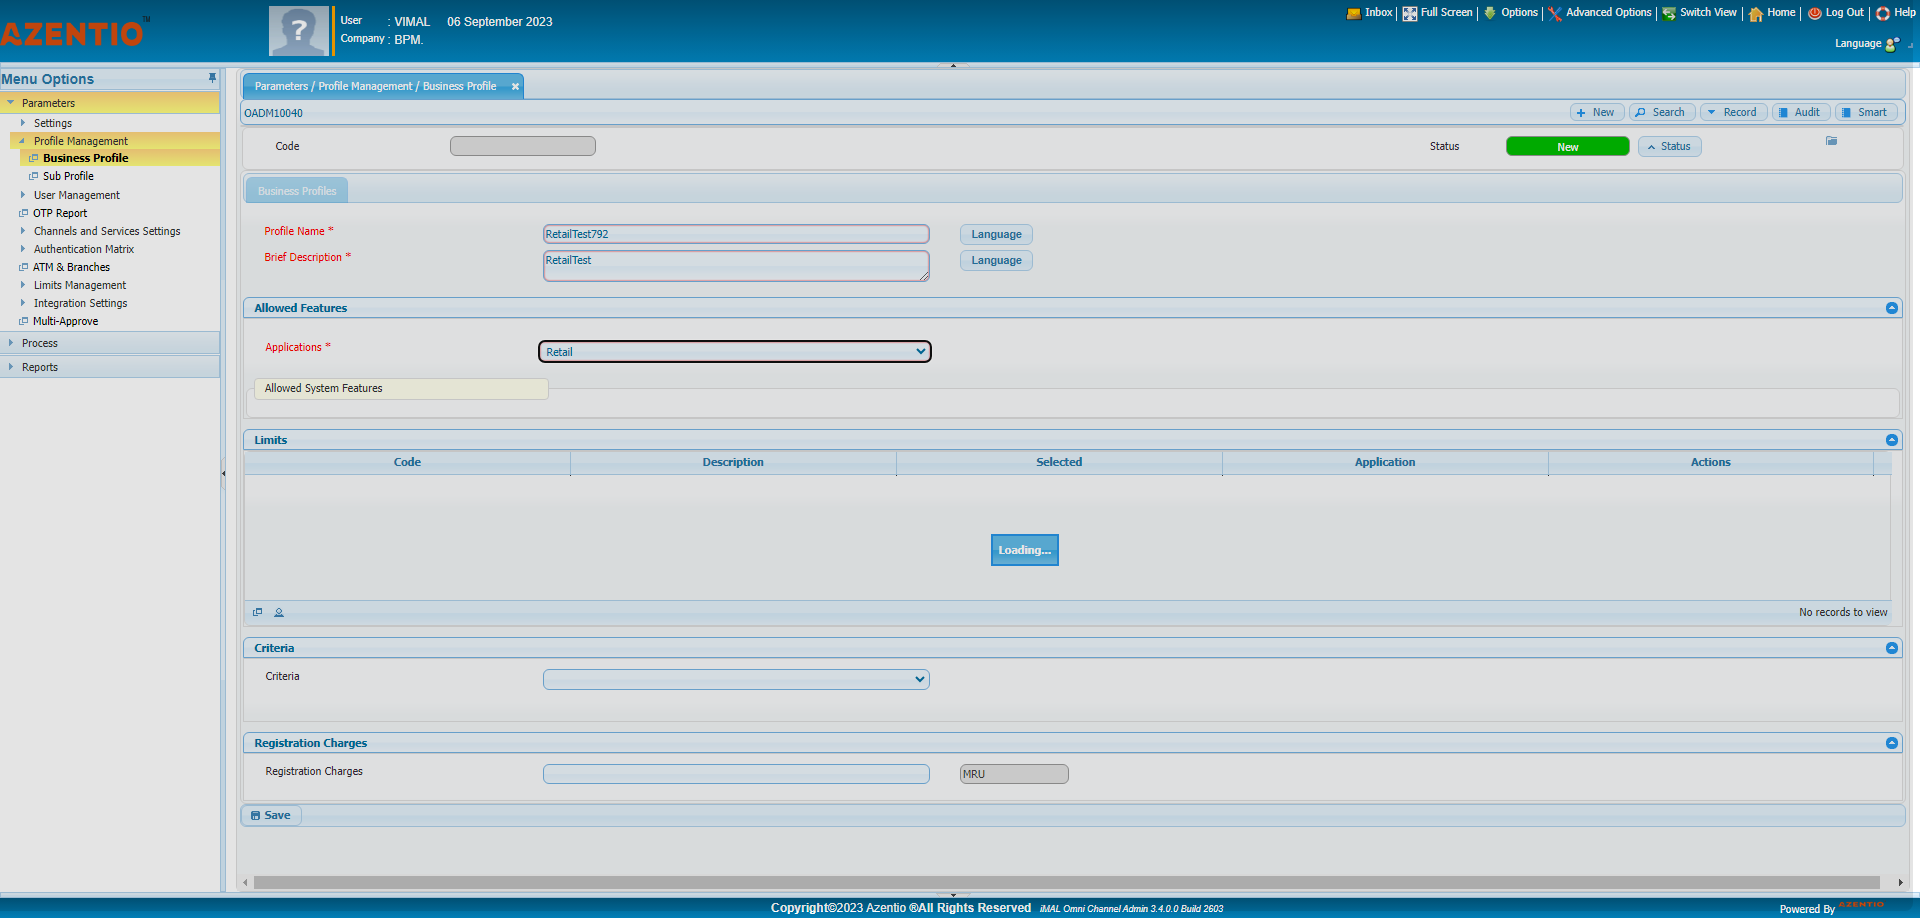 AZENTIO™
User : VIMAL 06 September 2023
Company : BPM.
Inbox Full Screen Options Advanced Options Switch View Home Log Out Help
Language
Menu Options
Parameters
Settings
Profile Management
Business Profile
Sub Profile
User Management
OTP Report
Channels and Services Settings
Authentication Matrix
ATM & Branches
Limits Management
Integration Settings
Multi-Approve
Process
Reports
Parameters / Profile Management / Business Profile
OADM10040
New Search Record Audit Smart
Code
Status New Status
Business Profiles
Profile Name * RetailTest792 Language
Brief Description * RetailTest Language
Allowed Features
Applications * Retail
Allowed System Features
Limits
Code Description Selected Application Actions
Loading...
No records to view
Criteria
Criteria
Registration Charges
Registration Charges MRU
Save
Copyright©2023 Azentio ®All Rights Reserved iMAL Omni Channel Admin 3.4.0.0 Build 2603
Powered By AZENTIO